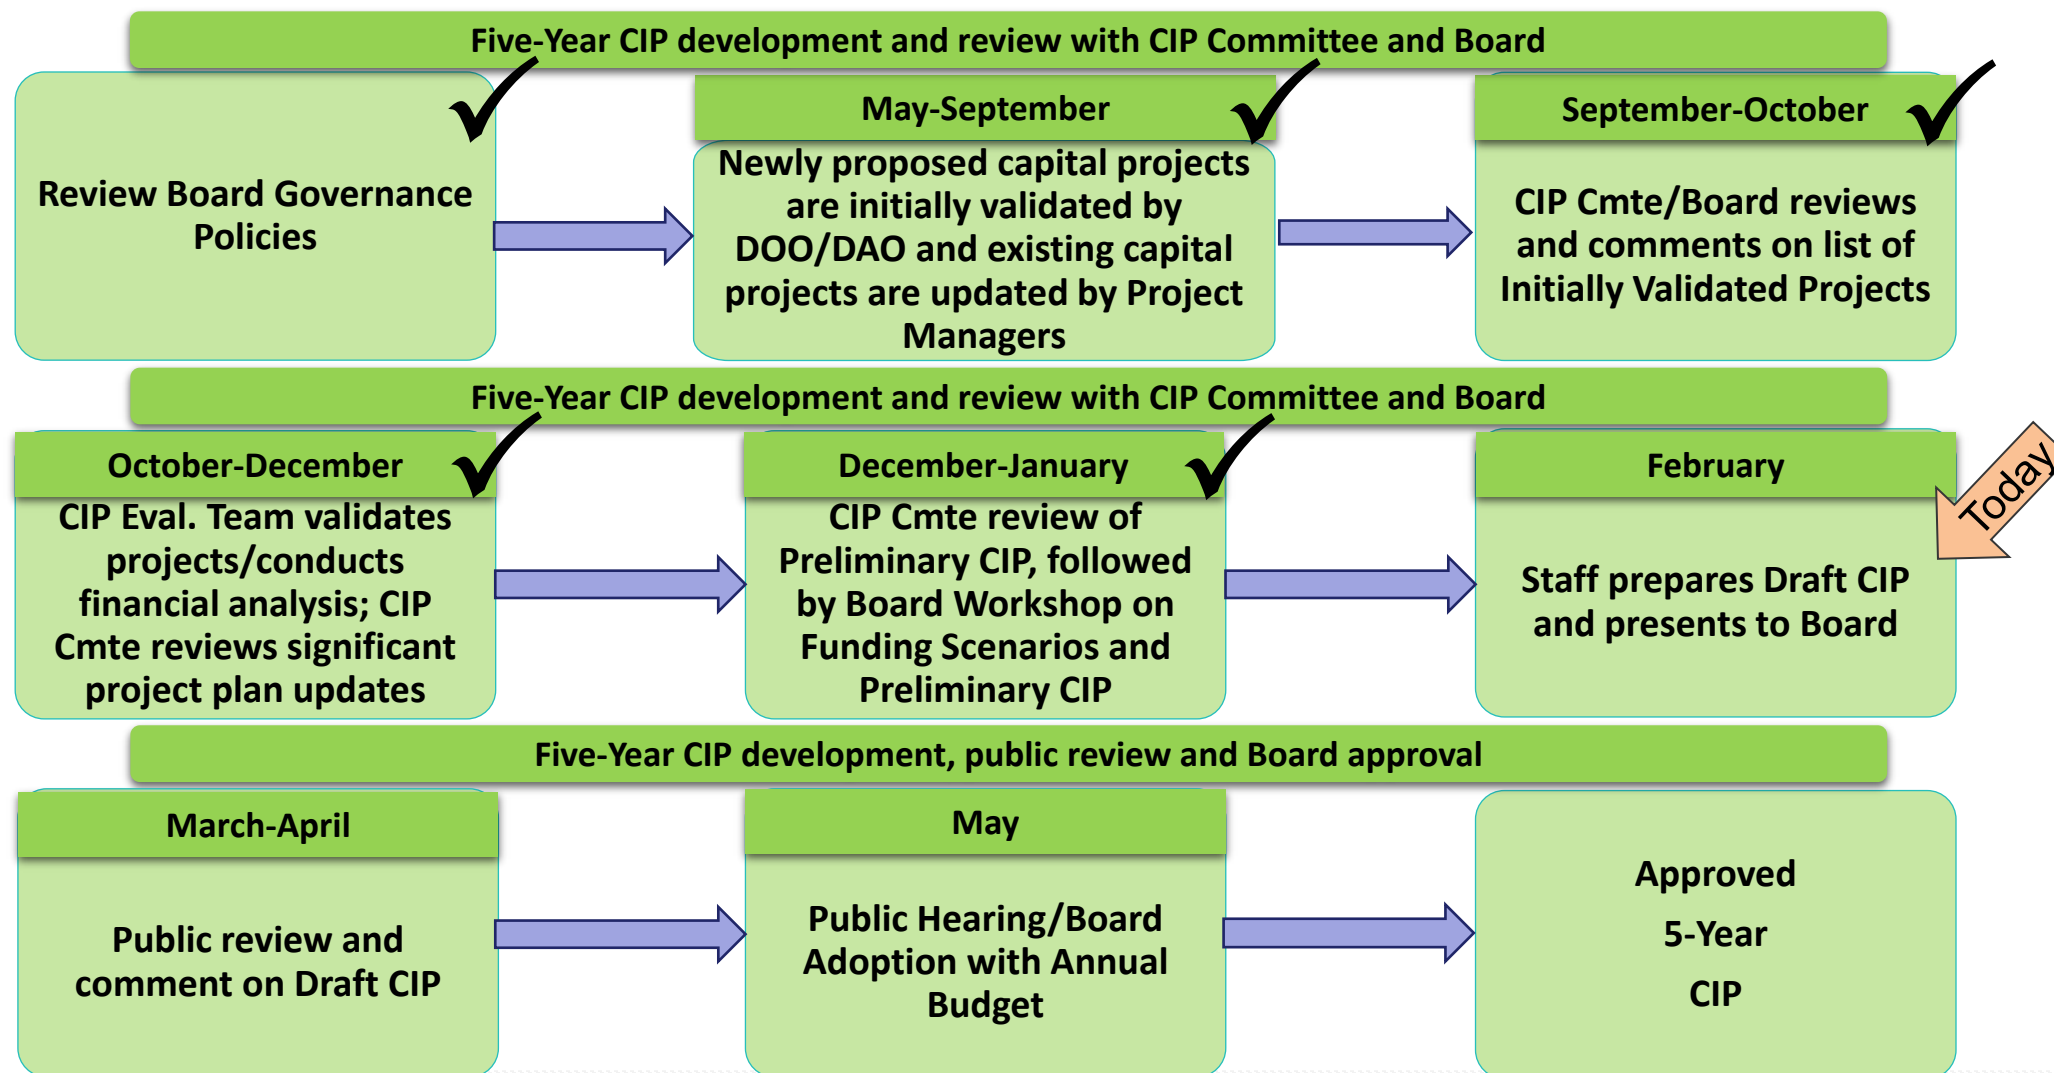 Five-Year CIP development and review with CIP Committee and Board
Review Board Governance
Policies
May-September
Newly proposed capital projects
are initially validated by
DOO/DAO and existing capital
projects are updated by Project
Managers
September-October
CIP Cmte/Board reviews
and comments on list of
Initially Validated Projects
Five-Year CIP development and review with CIP Committee and Board
October-December
CIP Eval. Team validates
projects/conducts
financial analysis; CIP
Cmte reviews significant
project plan updates
December-January
CIP Cmte review of
Preliminary CIP, followed
by Board Workshop on
Funding Scenarios and
Preliminary CIP
February
Staff prepares Draft CIP
and presents to Board
Today
Five-Year CIP development, public review and Board approval
March-April
Public review and
comment on Draft CIP
May
Public Hearing/Board
Adoption with Annual
Budget
Approved
5-Year
CIP